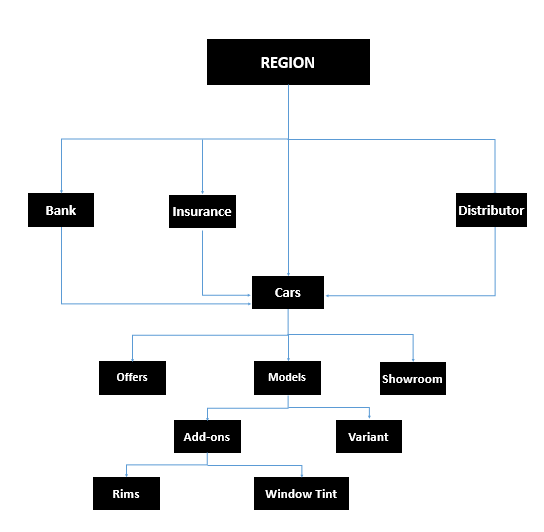 REGION
Bank
Insurance
Distributor
Cars
Offers
Models
Showroom
Add-ons
Variant
Rims
Window Tint